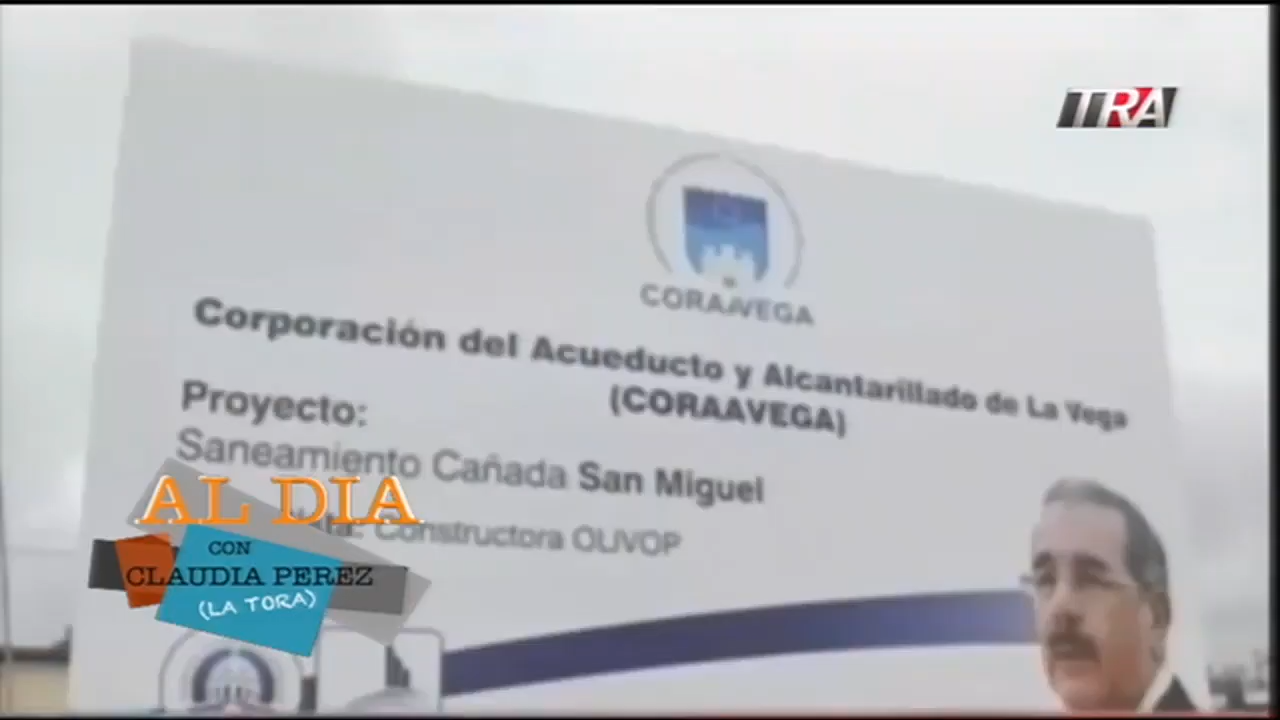 TRA
CORAAVEGA
Corporación del Acueducto y Alcantarillado de La Vega
(CORAAVEGA)
Proyecto:
Saneamiento Cañada San Miguel
Constructora OLIVOP
AL DIA
CON
CLAUDIA PEREZ
(LA TORA)